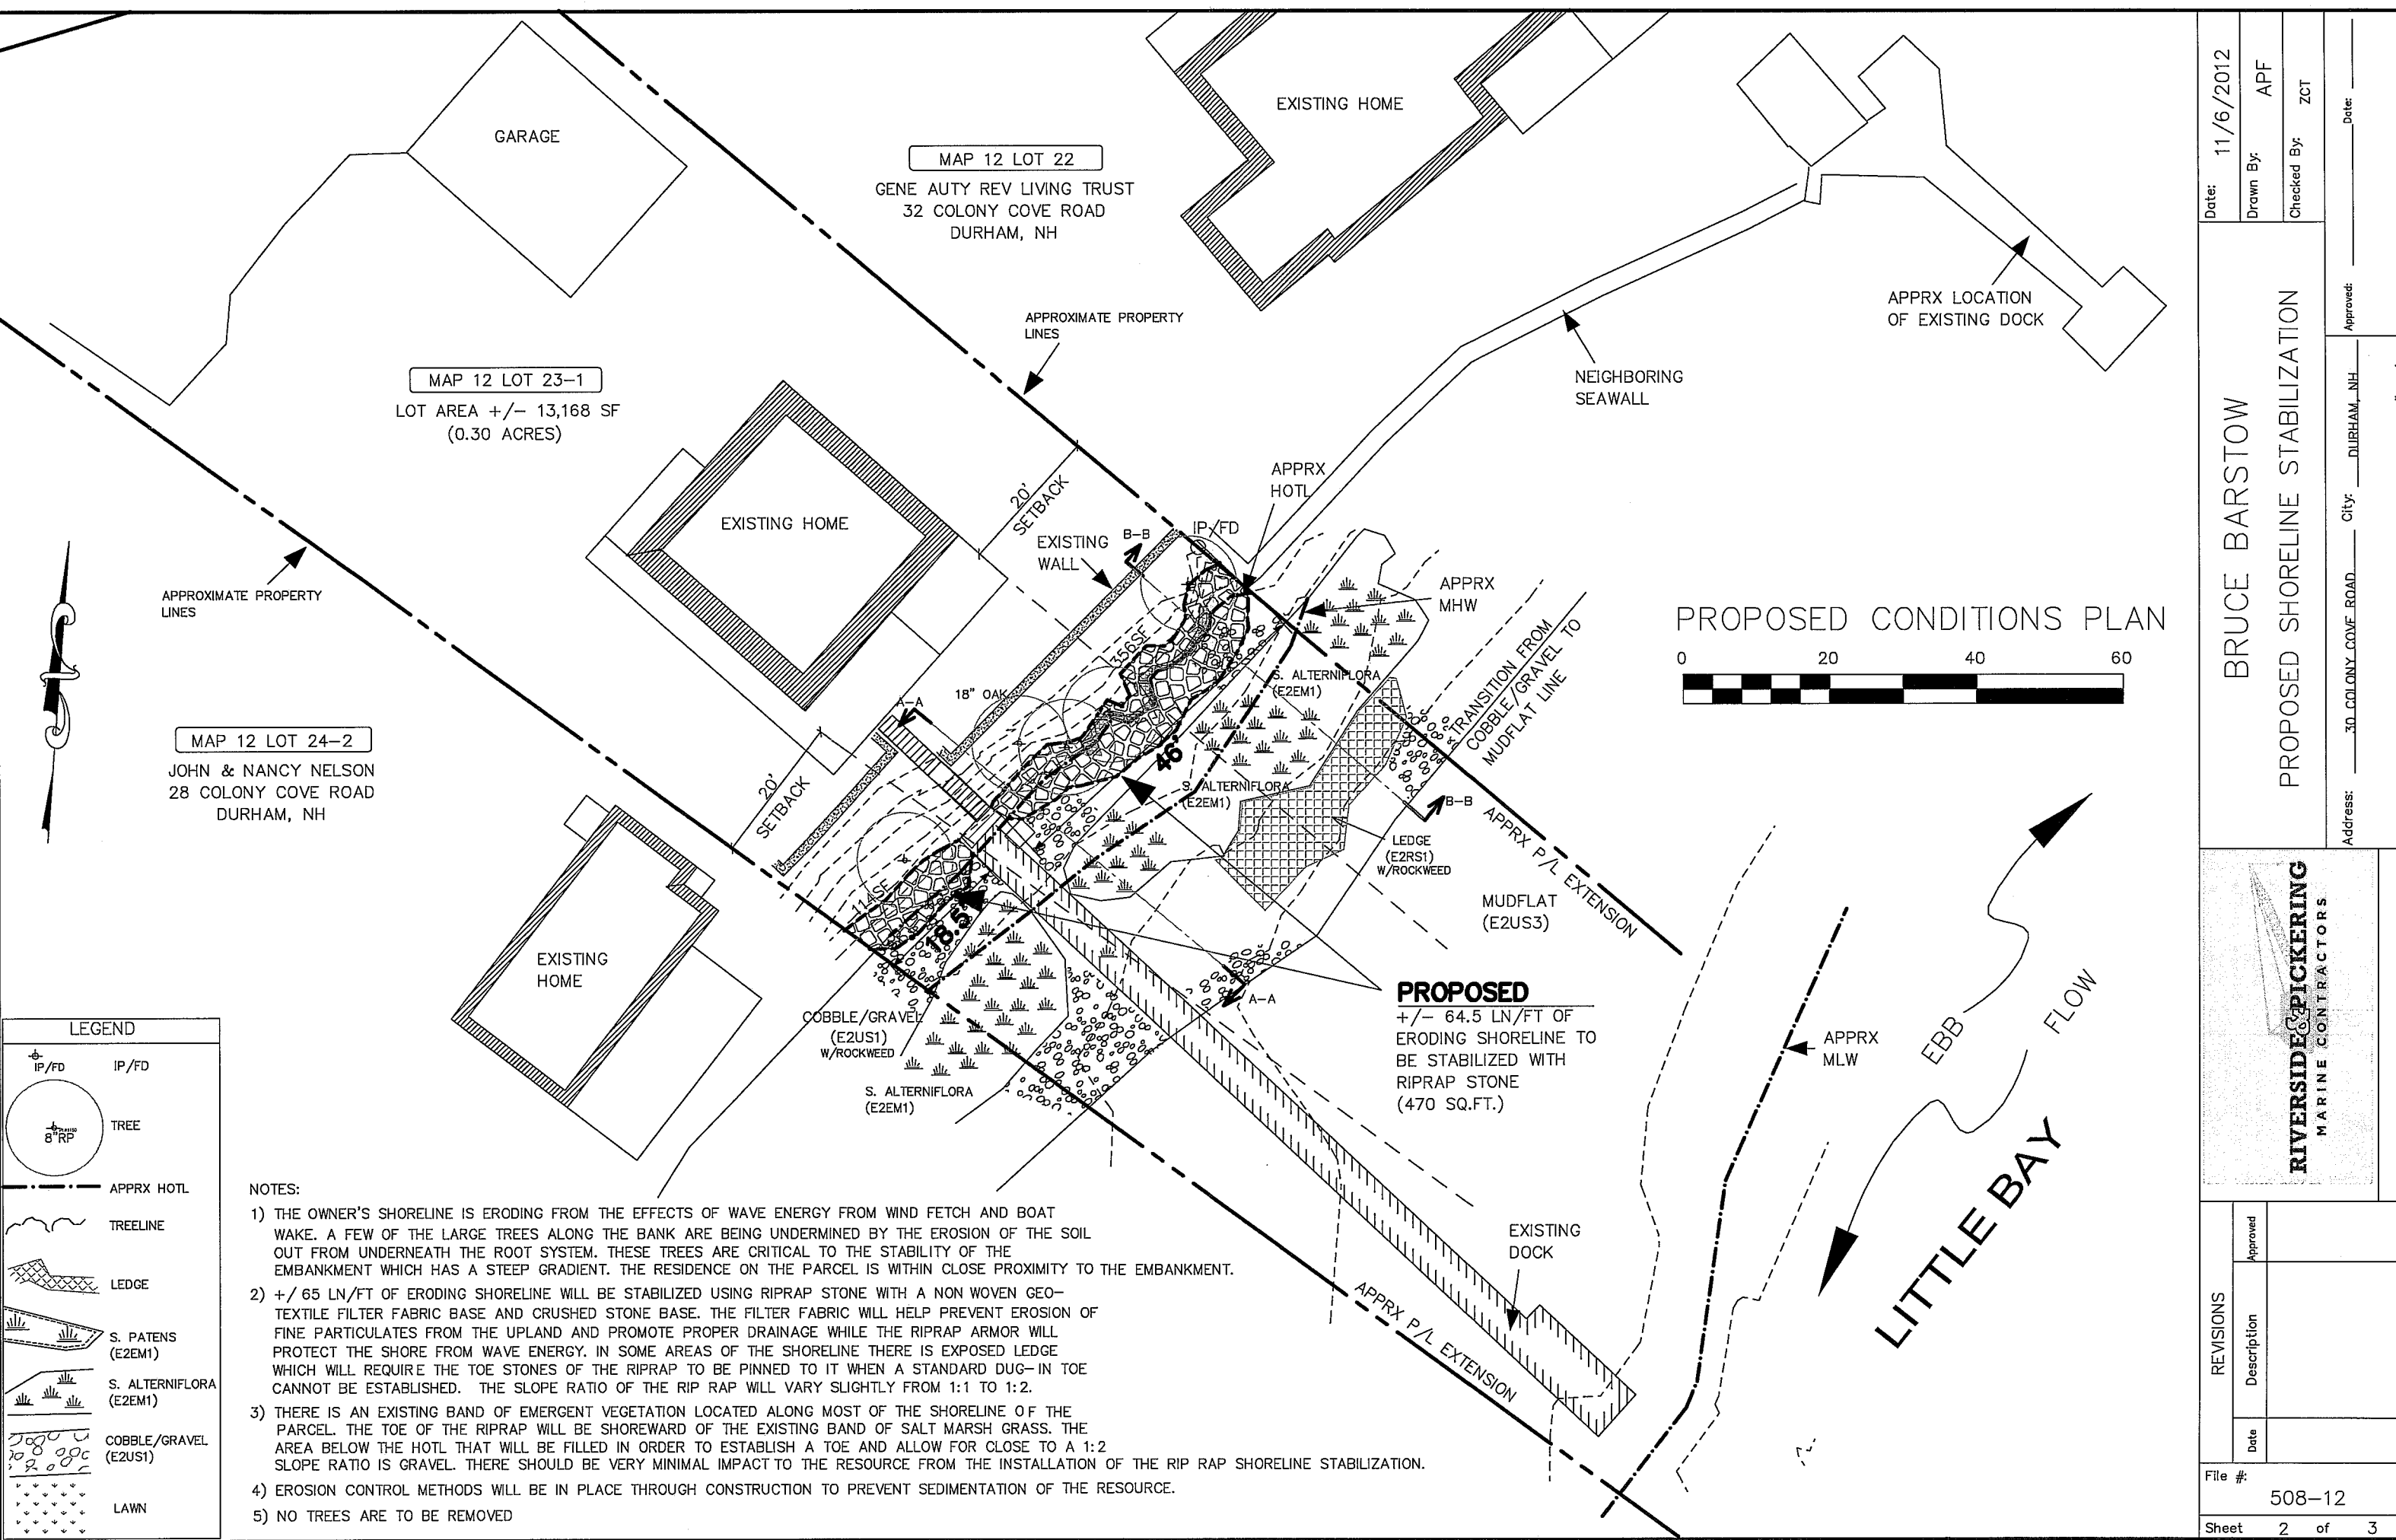 GARAGE
EXISTING HOME
MAP 12 LOT 22
GENE AUTY REV LIVING TRUST
32 COLONY COVE ROAD
DURHAM, NH
APPROXIMATE PROPERTY
LINES
APPRX LOCATION
OF EXISTING DOCK
NEIGHBORING
SEAWALL
MAP 12 LOT 23-1
LOT AREA +/- 13,168 SF
(0.30 ACRES)
EXISTING HOME
20'
SETBACK
APPRX
HOTL
IP/FD
B-B
EXISTING
WALL
APPRX
MHW
APPROXIMATE PROPERTY
LINES
PROPOSED CONDITIONS PLAN
0 20 40 60
TRANSITION FROM
COBBLE/GRAVEL TO
MUDFLAT LINE
356SF
18" OAK
A-A
S. ALTERNIFLORA
(E2EM1)
46'
S. ALTERNIFLORA
(E2EM1)
B-B
LEDGE
(E2RS1)
W/ROCKWEED
APPRX P/L EXTENSION
MUDFLAT
(E2US3)
MAP 12 LOT 24-2
JOHN & NANCY NELSON
28 COLONY COVE ROAD
DURHAM, NH
20'
SETBACK
114SF
18.5'
EXISTING
HOME
COBBLE/GRAVEL
(E2US1)
W/ROCKWEED
S. ALTERNIFLORA
(E2EM1)
A-A
PROPOSED
+/- 64.5 LN/FT OF
ERODING SHORELINE TO
BE STABILIZED WITH
RIPRAP STONE
(470 SQ.FT.)
APPRX
MLW
EBB
FLOW
LITTLE BAY
EXISTING
DOCK
APPRX P/L EXTENSION
LEGEND
IP/FD IP/FD
8"RP TREE
APPRX HOTL
TREELINE
LEDGE
S. PATENS
(E2EM1)
S. ALTERNIFLORA
(E2EM1)
COBBLE/GRAVEL
(E2US1)
LAWN
NOTES:
1) THE OWNER'S SHORELINE IS ERODING FROM THE EFFECTS OF WAVE ENERGY FROM WIND FETCH AND BOAT
WAKE. A FEW OF THE LARGE TREES ALONG THE BANK ARE BEING UNDERMINED BY THE EROSION OF THE SOIL
OUT FROM UNDERNEATH THE ROOT SYSTEM. THESE TREES ARE CRITICAL TO THE STABILITY OF THE
EMBANKMENT WHICH HAS A STEEP GRADIENT. THE RESIDENCE ON THE PARCEL IS WITHIN CLOSE PROXIMITY TO THE EMBANKMENT.
2) +/ 65 LN/FT OF ERODING SHORELINE WILL BE STABILIZED USING RIPRAP STONE WITH A NON WOVEN GEO-
TEXTILE FILTER FABRIC BASE AND CRUSHED STONE BASE. THE FILTER FABRIC WILL HELP PREVENT EROSION OF
FINE PARTICULATES FROM THE UPLAND AND PROMOTE PROPER DRAINAGE WHILE THE RIPRAP ARMOR WILL
PROTECT THE SHORE FROM WAVE ENERGY. IN SOME AREAS OF THE SHORELINE THERE IS EXPOSED LEDGE
WHICH WILL REQUIRE THE TOE STONES OF THE RIPRAP TO BE PINNED TO IT WHEN A STANDARD DUG-IN TOE
CANNOT BE ESTABLISHED. THE SLOPE RATIO OF THE RIP RAP WILL VARY SLIGHTLY FROM 1:1 TO 1:2.
3) THERE IS AN EXISTING BAND OF EMERGENT VEGETATION LOCATED ALONG MOST OF THE SHORELINE OF THE
PARCEL. THE TOE OF THE RIPRAP WILL BE SHOREWARD OF THE EXISTING BAND OF SALT MARSH GRASS. THE
AREA BELOW THE HOTL THAT WILL BE FILLED IN ORDER TO ESTABLISH A TOE AND ALLOW FOR CLOSE TO A 1:2
SLOPE RATIO IS GRAVEL. THERE SHOULD BE VERY MINIMAL IMPACT TO THE RESOURCE FROM THE INSTALLATION OF THE RIP RAP SHORELINE STABILIZATION.
4) EROSION CONTROL METHODS WILL BE IN PLACE THROUGH CONSTRUCTION TO PREVENT SEDIMENTATION OF THE RESOURCE.
5) NO TREES ARE TO BE REMOVED
Date: 11/6/2012
Drawn By: APF
Checked By: ZCT
BRUCE BARSTOW
PROPOSED SHORELINE STABILIZATION
Address: 30 COLONY COVE ROAD City: DURHAM, NH Approved: Date:
RIVERSIDE & PICKERING
MARINE CONTRACTORS
REVISIONS
Date Description Approved
File #:
508-12
Sheet 2 of 3